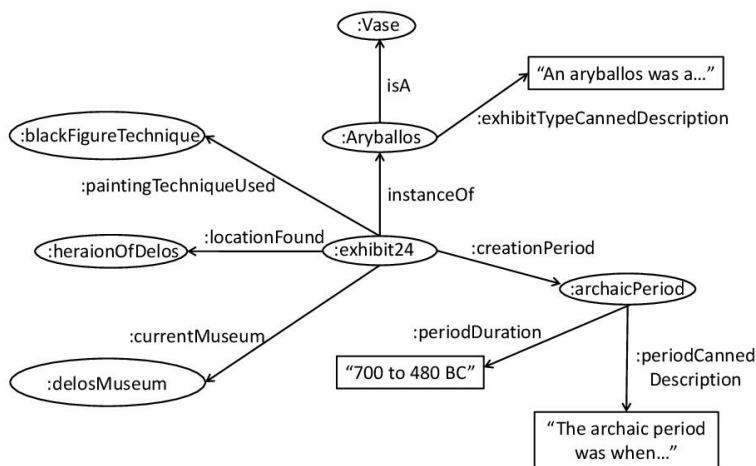 :Vase
isA
“An aryballos was a…”
:exhibitTypeCannedDescription
:blackFigureTechnique
:Aryballos
:paintingTechniqueUsed
instanceOf
:locationFound
:creationPeriod
:heraionOfDelos
:exhibit24
:archaicPeriod
:currentMuseum
:periodDuration
:periodCanned
Description
“700 to 480 BC”
:delosMuseum
“The archaic period
was when…”